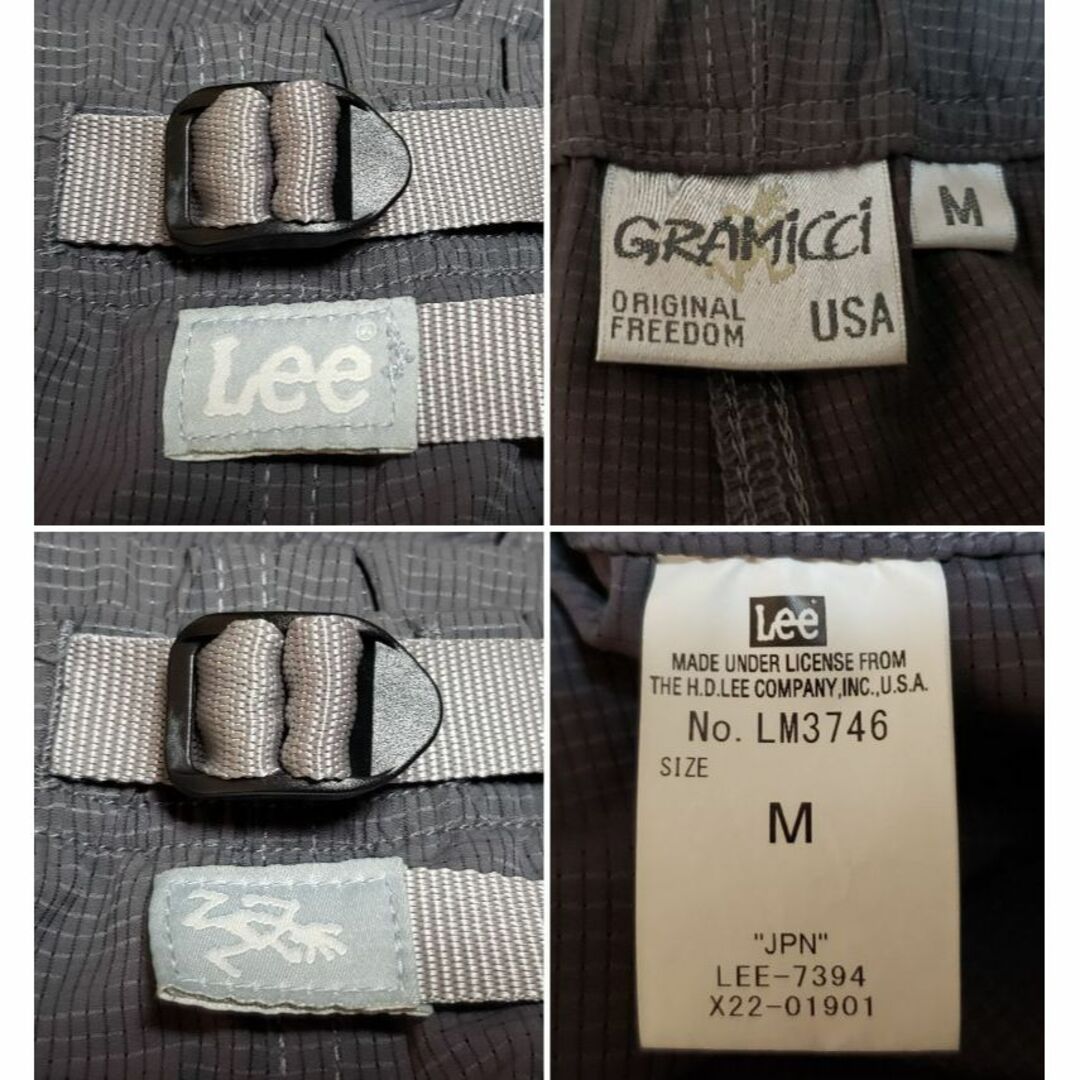 Lee®
GRAMICCI
ORIGINAL
FREEDOM
USA
M
Lee®
MADE UNDER LICENSE FROM
THE H.D.LEE COMPANY,INC.,U.S.A.
No. LM3746
SIZE
M
"JPN"
LEE-7394
X22-01901